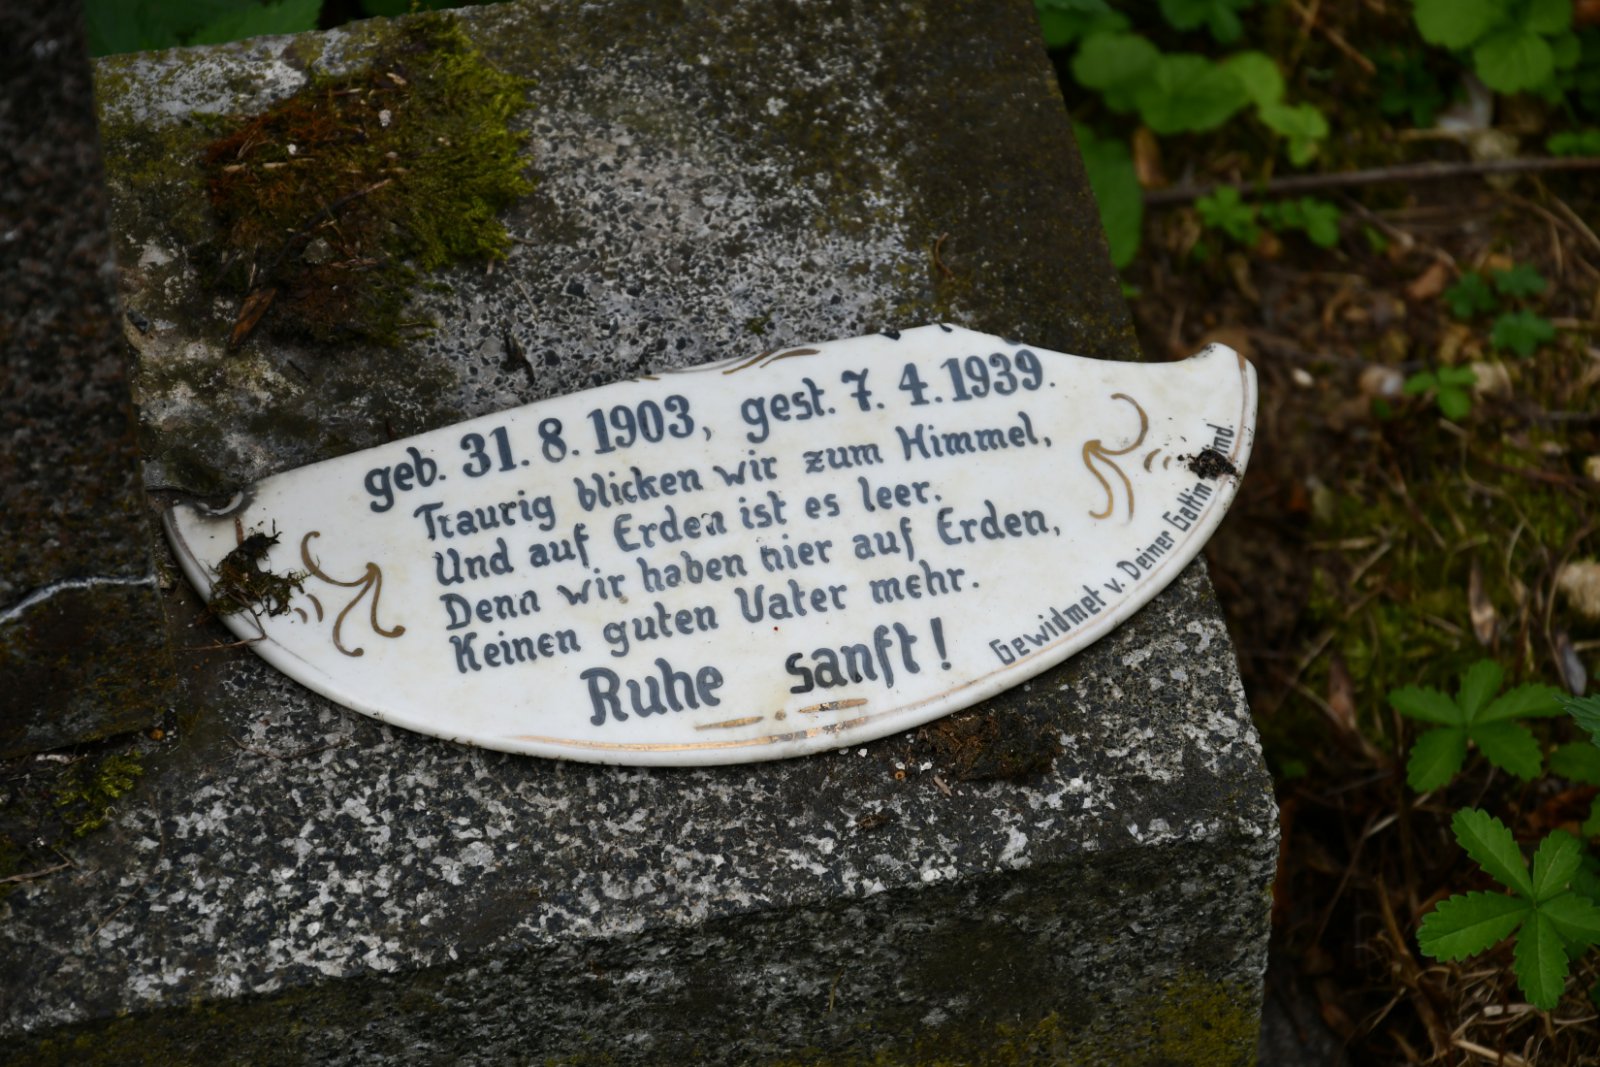 geb. 31. 8. 1903, gest. 7. 4. 1939.
Traurig blicken wir zum Himmel,
Und auf Erden ist es leer.
Denn wir haben hier auf Erden,
Keinen guten Vater mehr.
Ruhe sanft!
Gewidmet v. Deiner Gattin